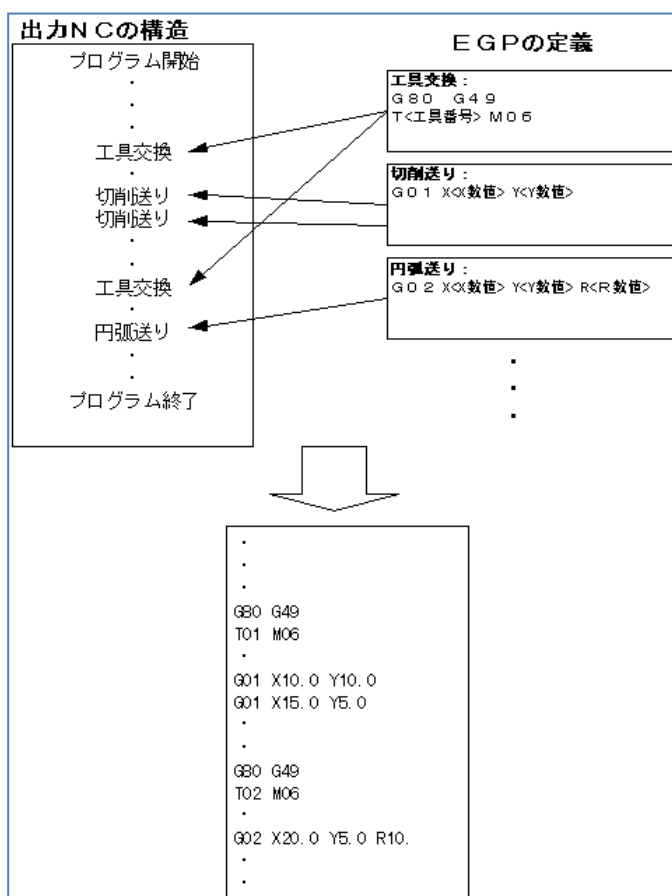 出力ＮＣの構造
プログラム開始
・
・
・
工具交換
・
切削送り
切削送り
・
・
工具交換
・
円弧送り
・
・
プログラム終了
ＥＧＰの定義
工具交換：
Ｇ８０　Ｇ４９
Ｔ<工具番号> Ｍ０６
切削送り：
Ｇ０１ Ｘ<Ｘ数値> Ｙ<Ｙ数値>
円弧送り：
Ｇ０２ Ｘ<Ｘ数値> Ｙ<Ｙ数値> Ｒ<Ｒ数値>
・
・
・
・
・
・
G80 G49
T01 M06
・
G01 X10.0 Y10.0
G01 X15.0 Y5.0
・
・
G80 G49
T02 M06
・
G02 X20.0 Y5.0 R10.
・
・